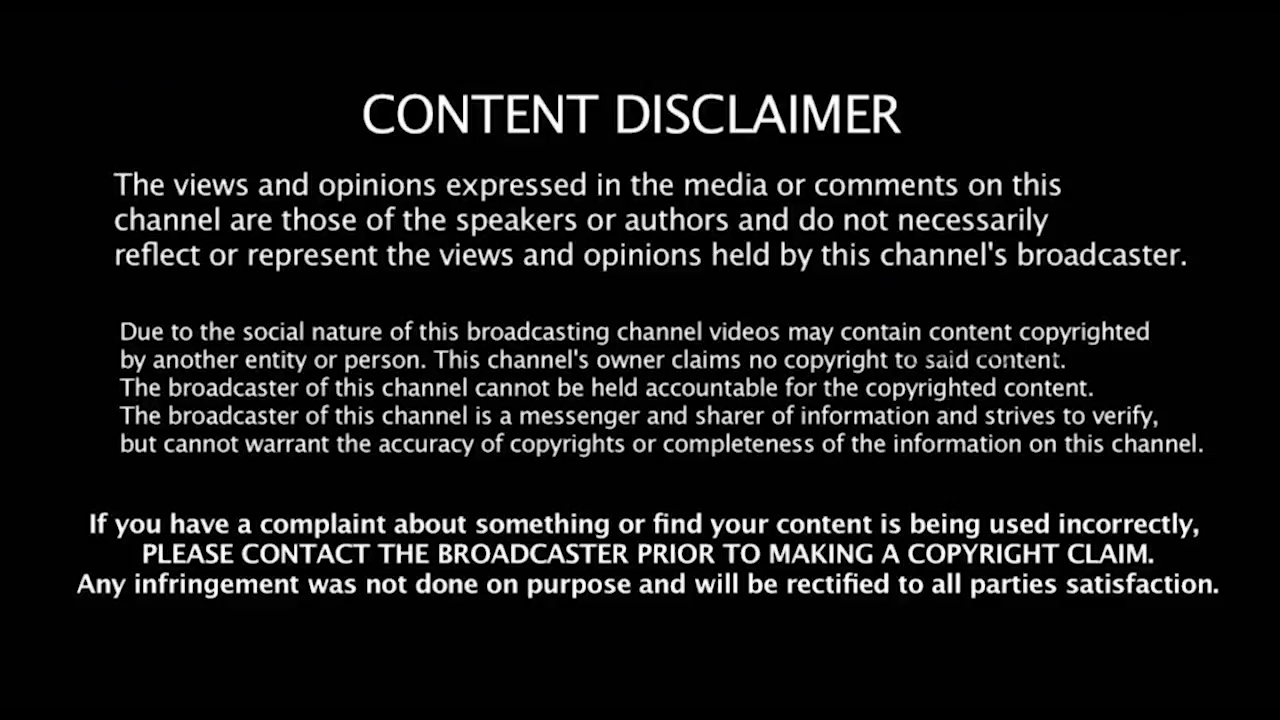 CONTENT DISCLAIMER
The views and opinions expressed in the media or comments on this
channel are those of the speakers or authors and do not necessarily
reflect or represent the views and opinions held by this channel's broadcaster.
Due to the social nature of this broadcasting channel videos may contain content copyrighted
by another entity or person. This channel's owner claims no copyright to said content.
The broadcaster of this channel cannot be held accountable for the copyrighted content.
The broadcaster of this channel is a messenger and sharer of information and strives to verify,
but cannot warrant the accuracy of copyrights or completeness of the information on this channel.
If you have a complaint about something or find your content is being used incorrectly,
PLEASE CONTACT THE BROADCASTER PRIOR TO MAKING A COPYRIGHT CLAIM.
Any infringement was not done on purpose and will be rectified to all parties satisfaction.